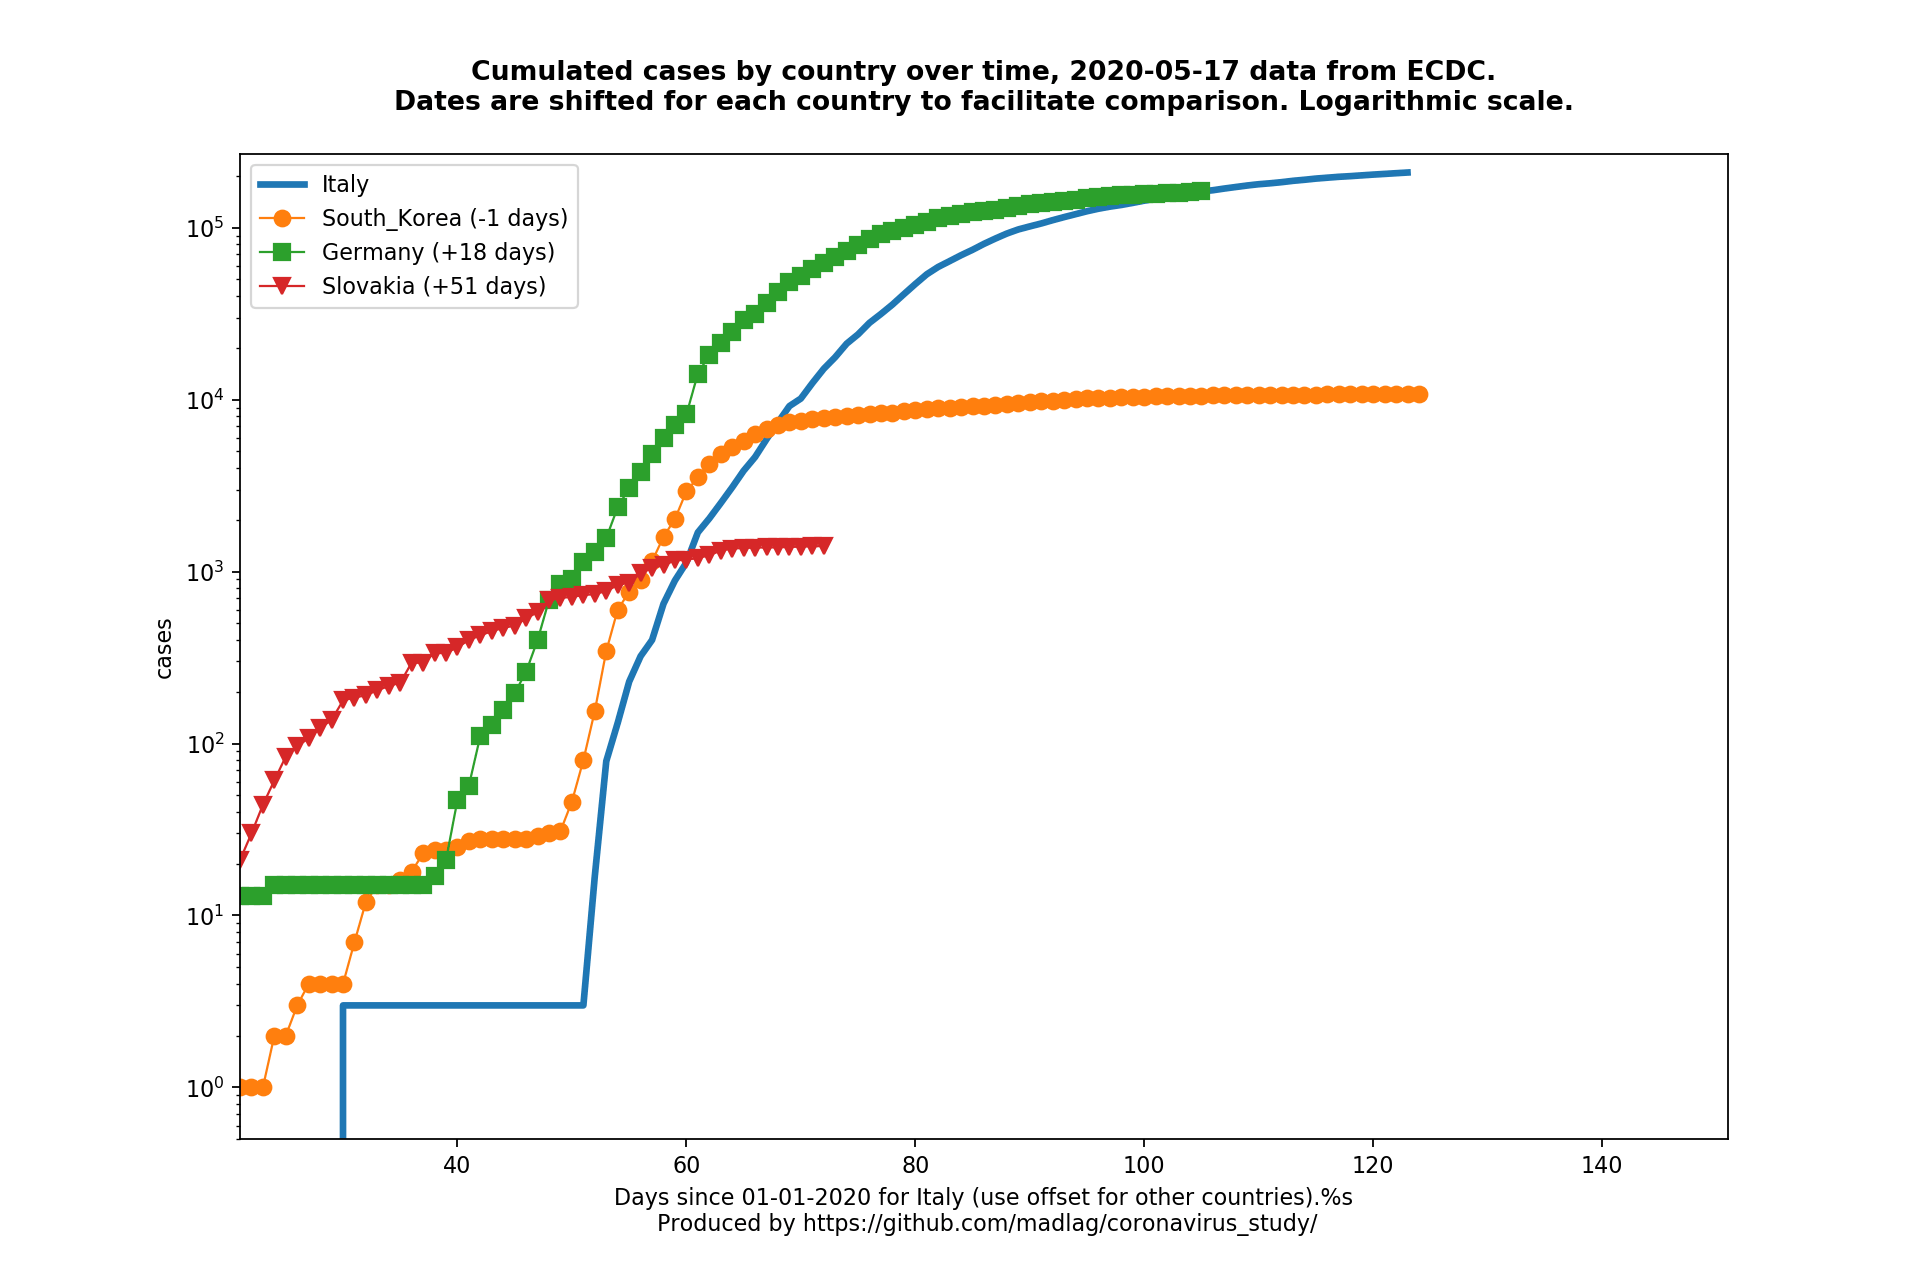 Cumulated cases by country over time, 2020-05-17 data from ECDC.
Dates are shifted for each country to facilitate comparison. Logarithmic scale.
Italy
South_Korea (-1 days)
Germany (+18 days)
Slovakia (+51 days)
10⁵
10⁴
10³
10²
10¹
10⁰
cases
40 60 80 100 120 140
Days since 01-01-2020 for Italy (use offset for other countries).%s
Produced by https://github.com/madlag/coronavirus_study/